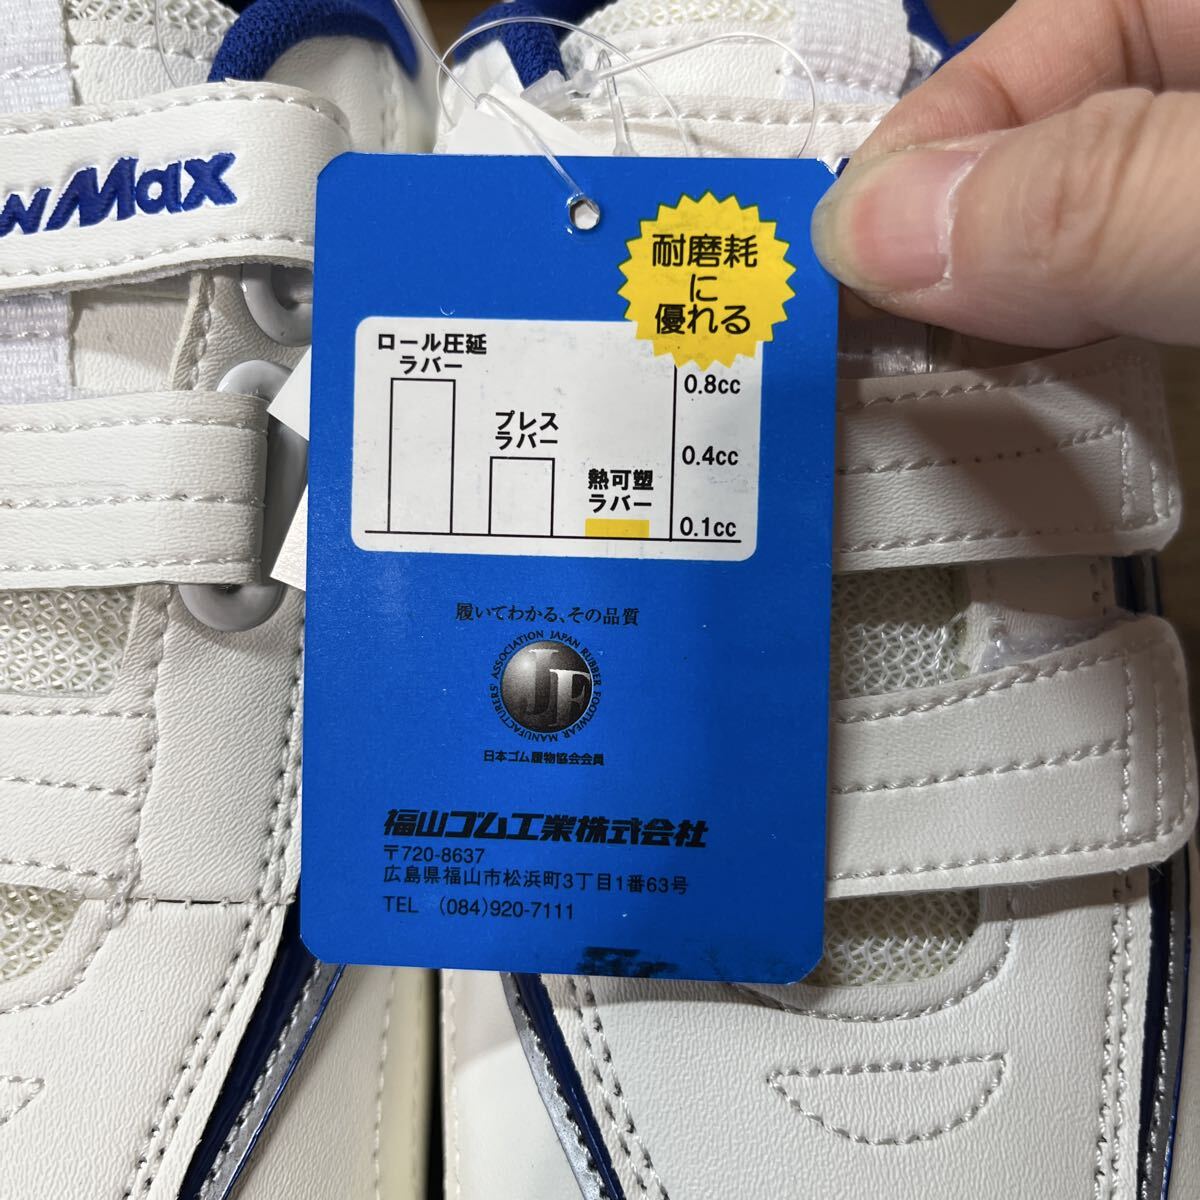 Max
耐磨耗
に
優れる
ロール圧延
ラバー
プレス
ラバー
熱可塑
ラバー
0.8cc
0.4cc
0.1cc
履いてわかる、その品質
JAPAN RUBBER FOOTWEAR MANUFACTURERS' ASSOCIATION
JF
日本ゴム履物協会会員
福山ゴム工業株式会社
〒720-8637
広島県福山市松浜町3丁目1番63号
TEL (084)920-7111